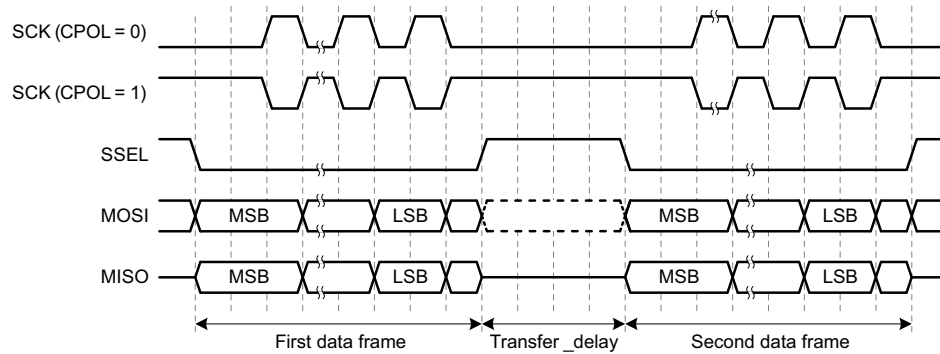 SCK (CPOL = 0)
SCK (CPOL = 1)
SSEL
MOSI MSB LSB MSB LSB
MISO MSB LSB MSB LSB
First data frame Transfer _delay Second data frame